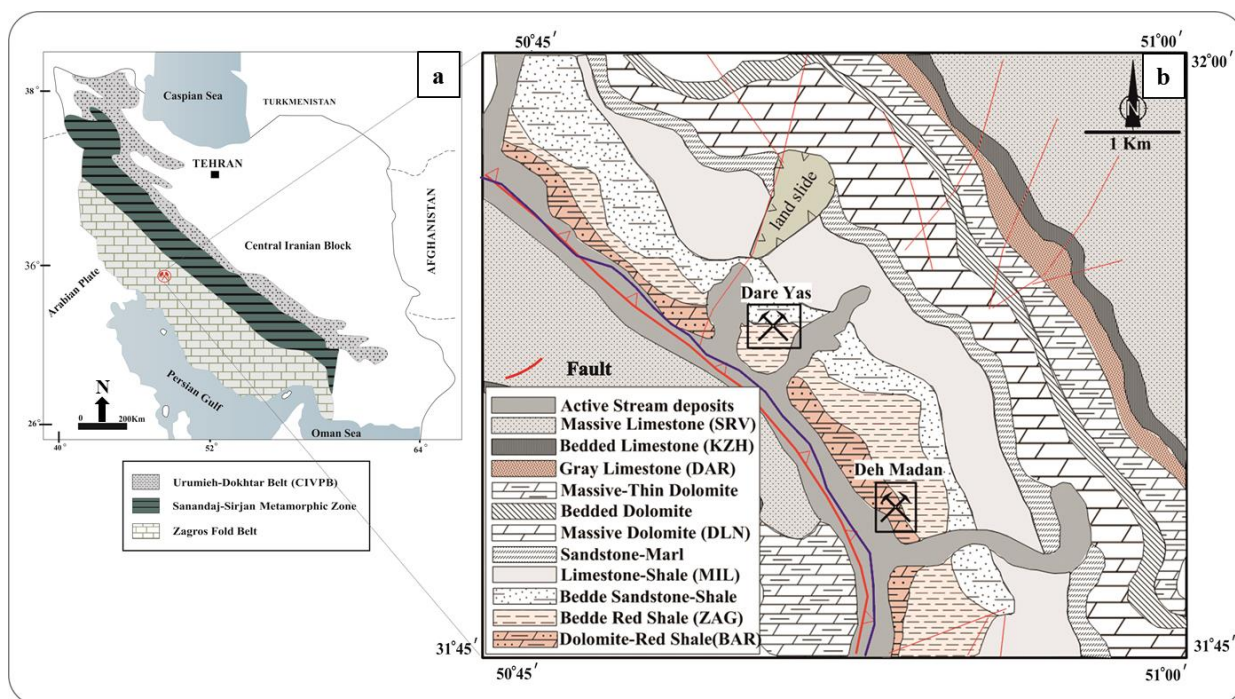 a
38°
Caspian Sea
TURKMENISTAN
TEHRAN
36°
Central Iranian Block
AFGHANISTAN
Arabian Plate
Persian Gulf
Oman Sea
N
0 200Km
26°
40°
52°
64°
Urumieh-Dokhtar Belt (CIVPB)
Sanandaj-Sirjan Metamorphic Zone
Zagros Fold Belt
50°45′
51°00′
32°00′
b
N
1 Km
land slide
Dare Yas
Deh Madan
Fault
Active Stream deposits
Massive Limestone (SRV)
Bedded Limestone (KZH)
Gray Limestone (DAR)
Massive-Thin Dolomite
Bedded Dolomite
Massive Dolomite (DLN)
Sandstone-Marl
Limestone-Shale (MIL)
Bedde Sandstone-Shale
Bedde Red Shale (ZAG)
Dolomite-Red Shale(BAR)
31°45′
31°45′
50°45′
51°00′